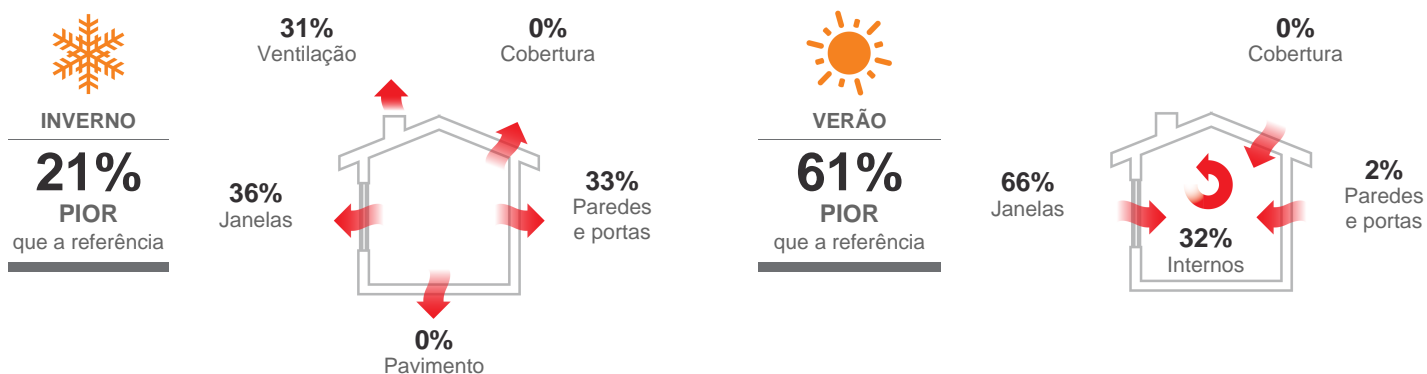 INVERNO
21%
PIOR
que a referência
31%
Ventilação
0%
Cobertura
36%
Janelas
33%
Paredes
e portas
0%
Pavimento
VERÃO
61%
PIOR
que a referência
0%
Cobertura
66%
Janelas
2%
Paredes
e portas
32%
Internos